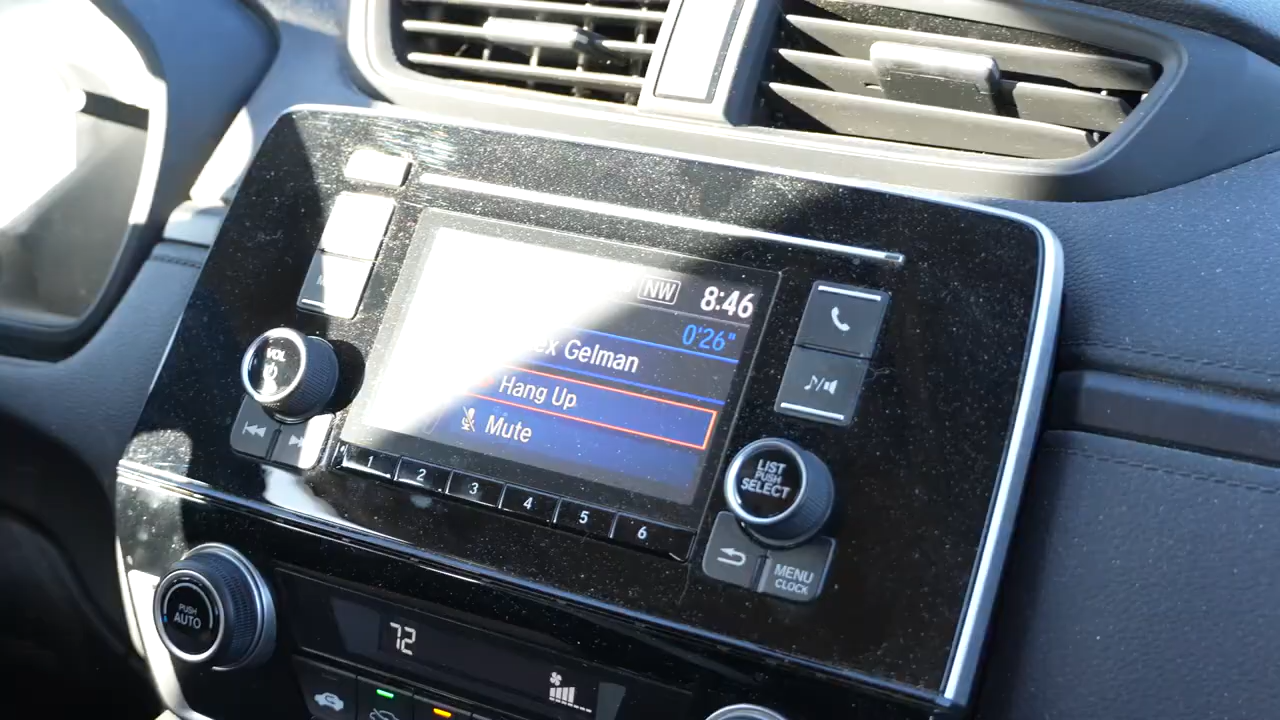 NW 8:46
0'26"
ex Gelman
Hang Up
Mute
VOL
LIST
PUSH
SELECT
1 2 3 4 5 6
MENU
CLOCK
PUSH
AUTO
72